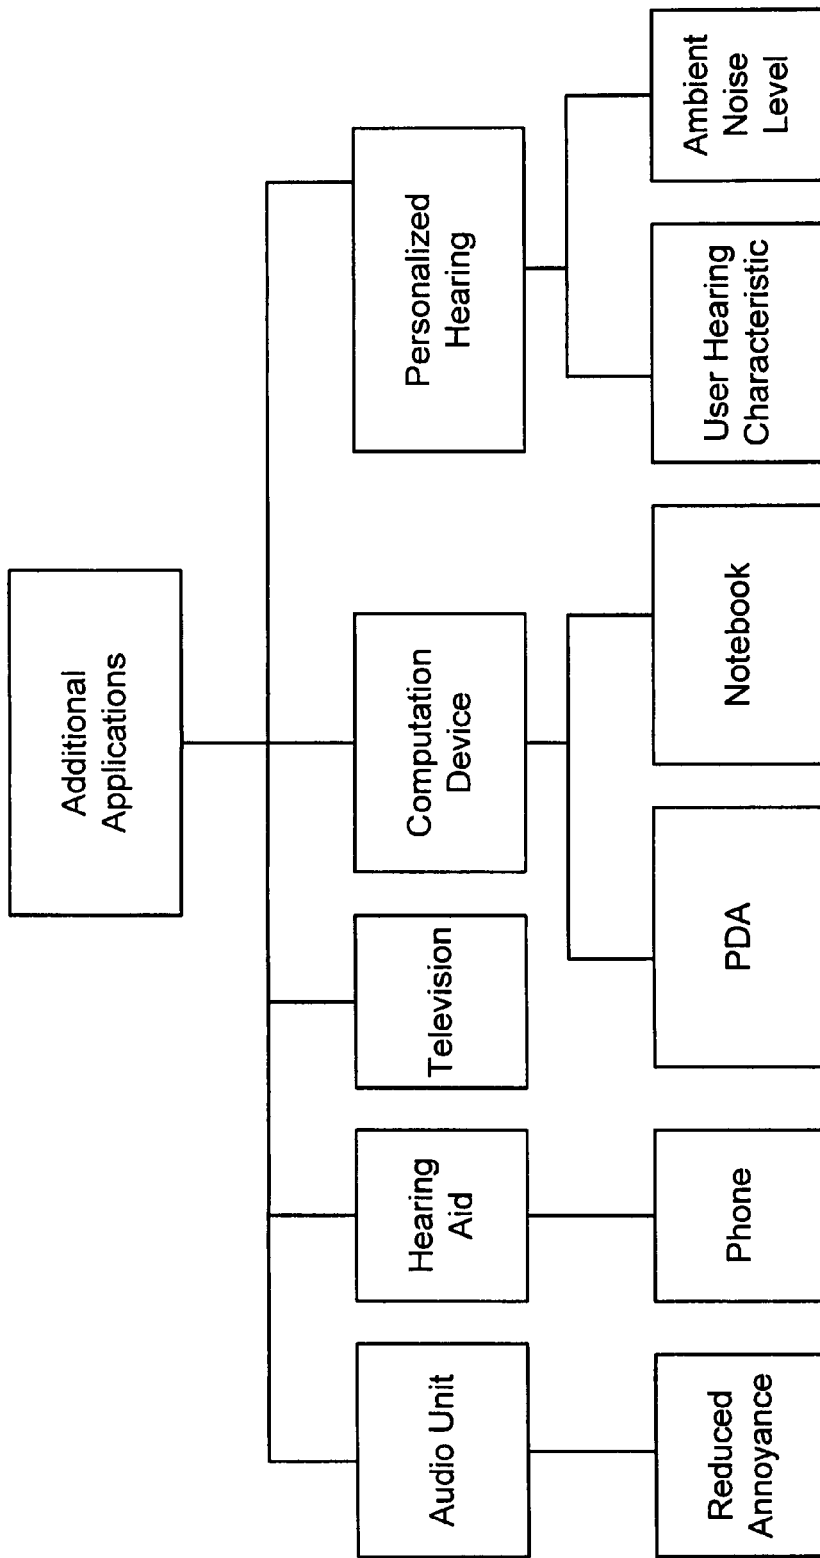 Additional
Applications
Audio Unit
Hearing
Aid
Television
Computation
Device
Personalized
Hearing
Reduced
Annoyance
Phone
PDA
Notebook
User Hearing
Characteristic
Ambient
Noise
Level